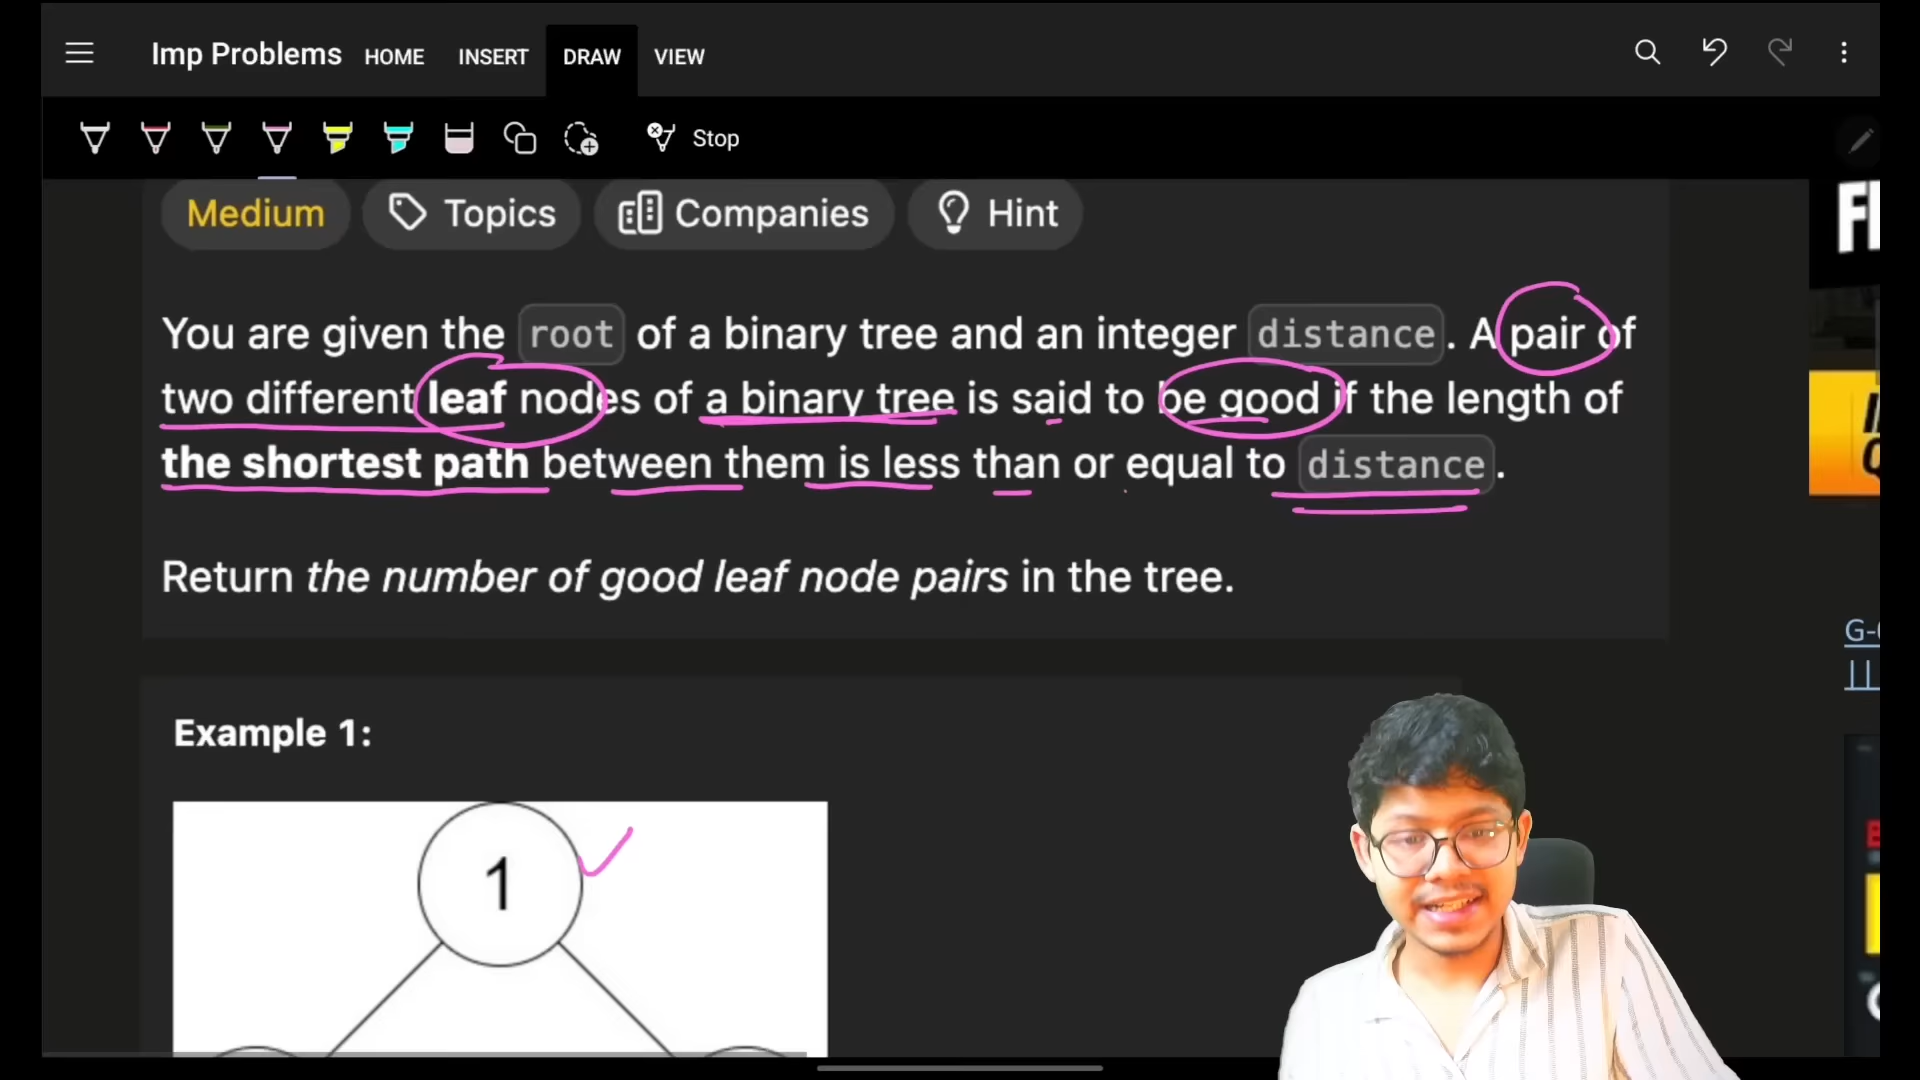 Imp Problems HOME INSERT DRAW VIEW
Stop
Medium Topics Companies Hint
You are given the root of a binary tree and an integer distance. A pair of
two different leaf nodes of a binary tree is said to be good if the length of
the shortest path between them is less than or equal to distance.
Return the number of good leaf node pairs in the tree.
Example 1:
1